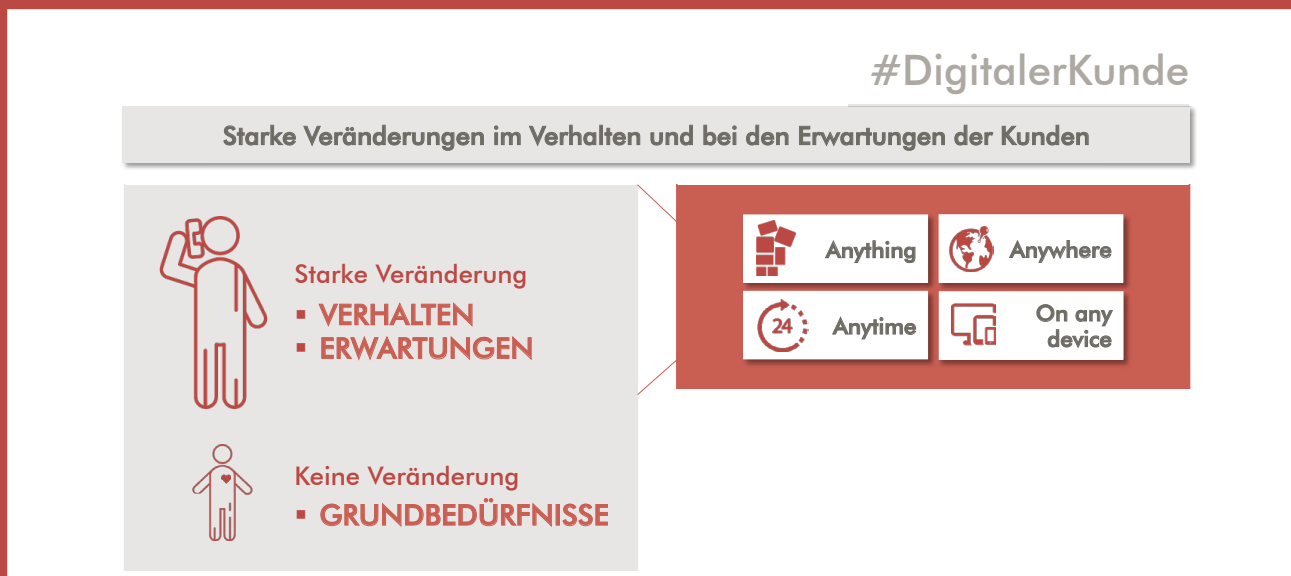 #DigitalerKunde
Starke Veränderungen im Verhalten und bei den Erwartungen der Kunden
Starke Veränderung
▪ VERHALTEN
▪ ERWARTUNGEN
Keine Veränderung
▪ GRUNDBEDÜRFNISSE
Anything
Anywhere
24
Anytime
On any
device